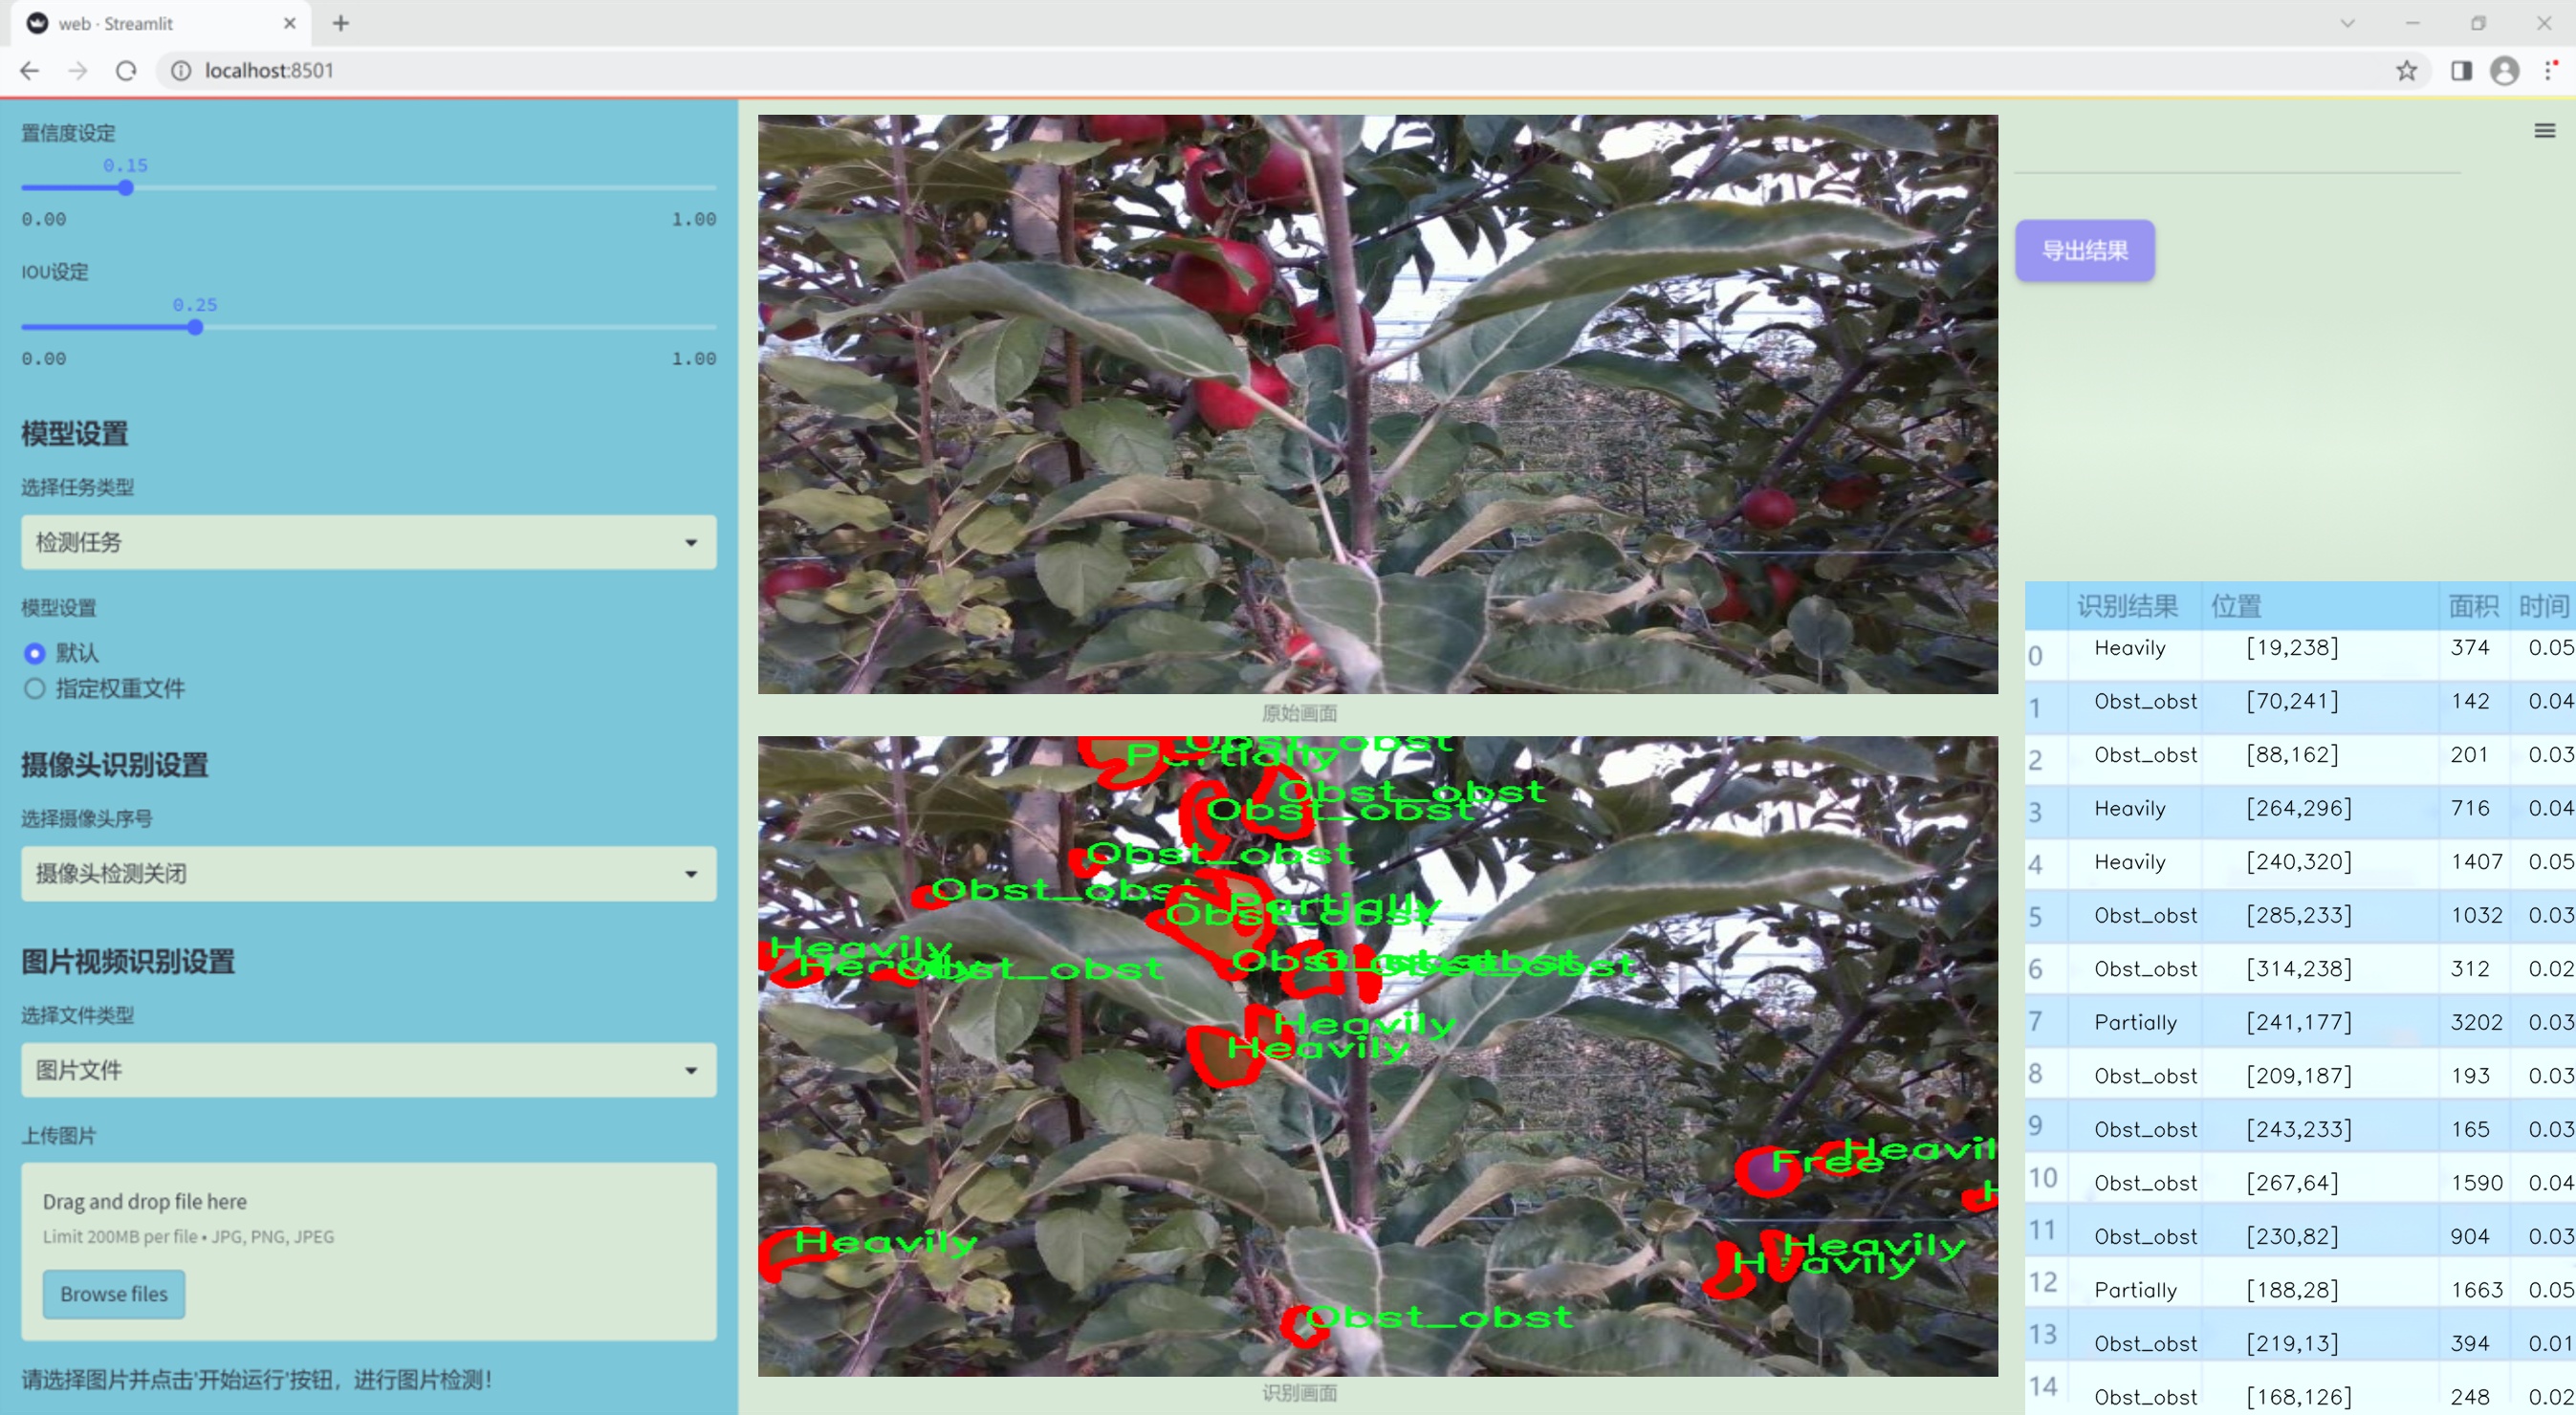 web · Streamlit
localhost:8501
置信度设定
0.15
0.00 1.00
IOU设定
0.25
0.00 1.00
模型设置
选择任务类型
检测任务
模型设置
默认
指定权重文件
摄像头识别设置
选择摄像头序号
摄像头检测关闭
图片视频识别设置
选择文件类型
图片文件
上传图片
Drag and drop file here
Limit 200MB per file • JPG, PNG, JPEG
Browse files
请选择图片并点击'开始运行'按钮，进行图片检测!
原始画面
Obst_obst
Partially
Obst_obst
Obst_obst
Obst_obst
Obst_obst
Partially
Obst_obst
Heavily
Heavily
Obst_obst
Obst_obst
Heavily
Heavily
Heavil
Free
H
Heavily
Heavily
Heavily
Obst_obst
识别画面
导出结果
识别结果 位置 面积 时间
0 Heavily [19,238] 374 0.05
1 Obst_obst [70,241] 142 0.04
2 Obst_obst [88,162] 201 0.03
3 Heavily [264,296] 716 0.04
4 Heavily [240,320] 1407 0.05
5 Obst_obst [285,233] 1032 0.03
6 Obst_obst [314,238] 312 0.02
7 Partially [241,177] 3202 0.03
8 Obst_obst [209,187] 193 0.03
9 Obst_obst [243,233] 165 0.03
10 Obst_obst [267,64] 1590 0.04
11 Obst_obst [230,82] 904 0.03
12 Partially [188,28] 1663 0.05
13 Obst_obst [219,13] 394 0.01
14 Obst_obst [168,126] 248 0.02